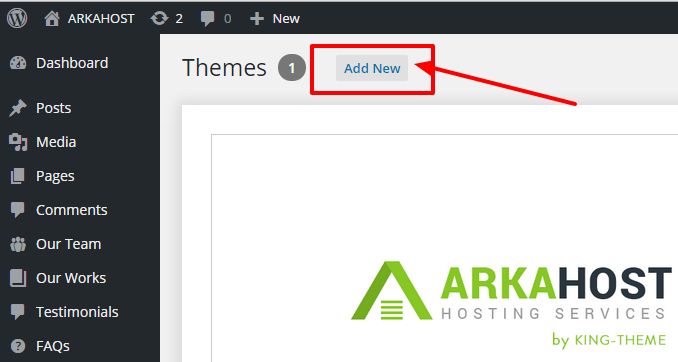 ARKAHOST 2 0 New
Dashboard
Themes 1 Add New
Posts
Media
Pages
Comments
Our Team
Our Works
Testimonials
FAQs
ARKAHOST
HOSTING SERVICES
by KING-THEME